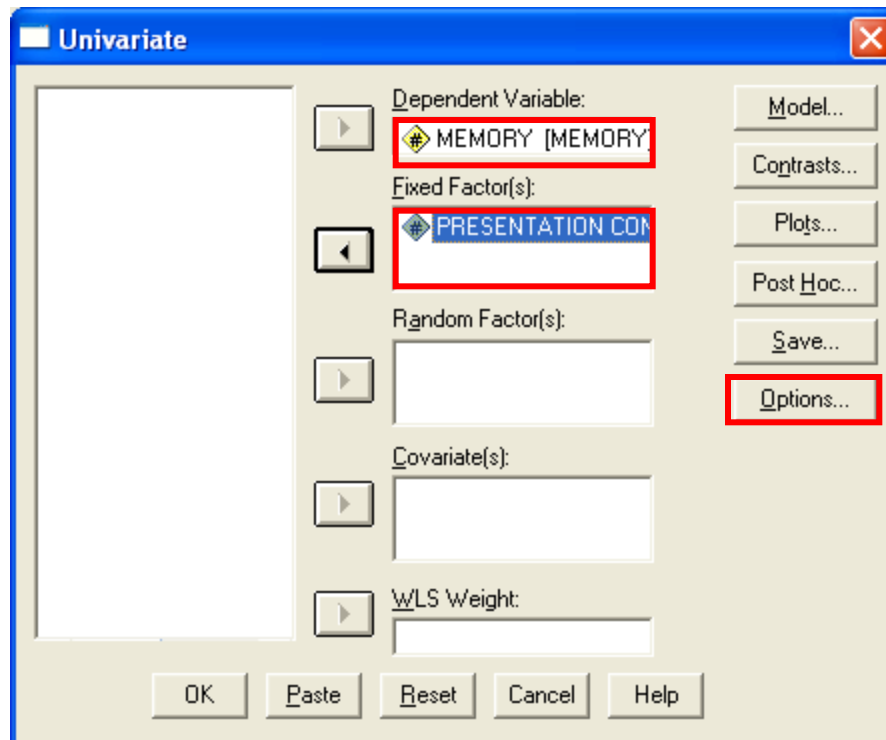 Univariate
Dependent Variable:
MEMORY [MEMORY]
Fixed Factor(s):
PRESENTATION CON
Random Factor(s):
Covariate(s):
WLS Weight:
Model...
Contrasts...
Plots...
Post Hoc...
Save...
Options...
OK
Paste
Reset
Cancel
Help